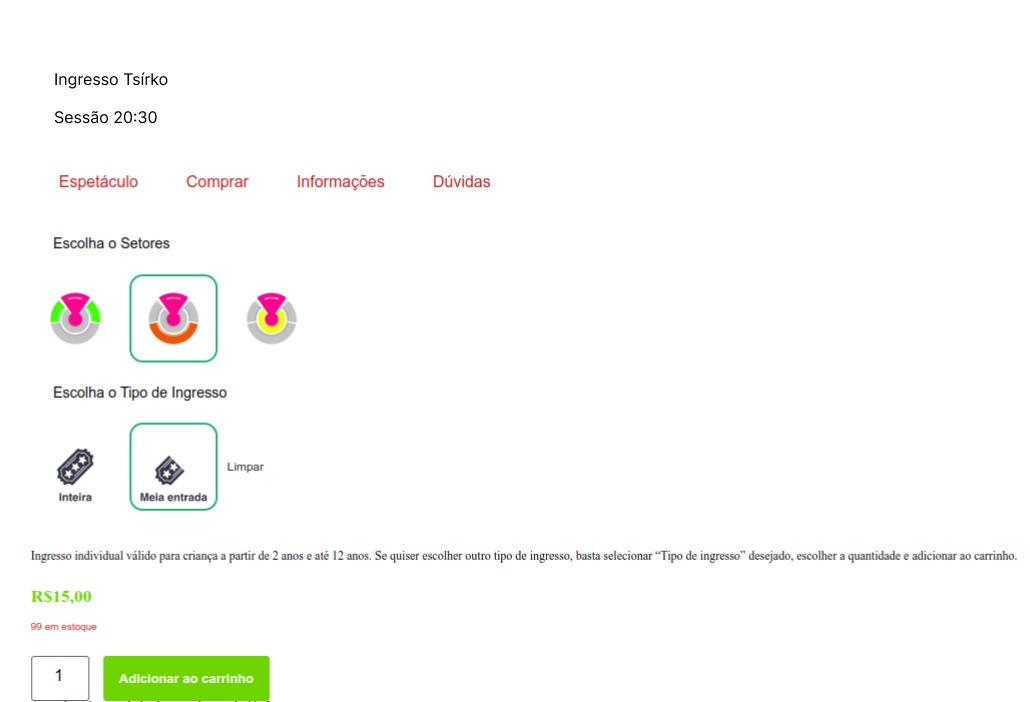 Ingresso Tsírko
Sessão 20:30
Espetáculo Comprar Informações Dúvidas
Escolha o Setores
Escolha o Tipo de Ingresso
Limpar
Inteira Meia entrada
Ingresso individual válido para criança a partir de 2 anos e até 12 anos. Se quiser escolher outro tipo de ingresso, basta selecionar “Tipo de ingresso” desejado, escolher a quantidade e adicionar ao carrinho.
R$15,00
99 em estoque
1 Adicionar ao carrinho